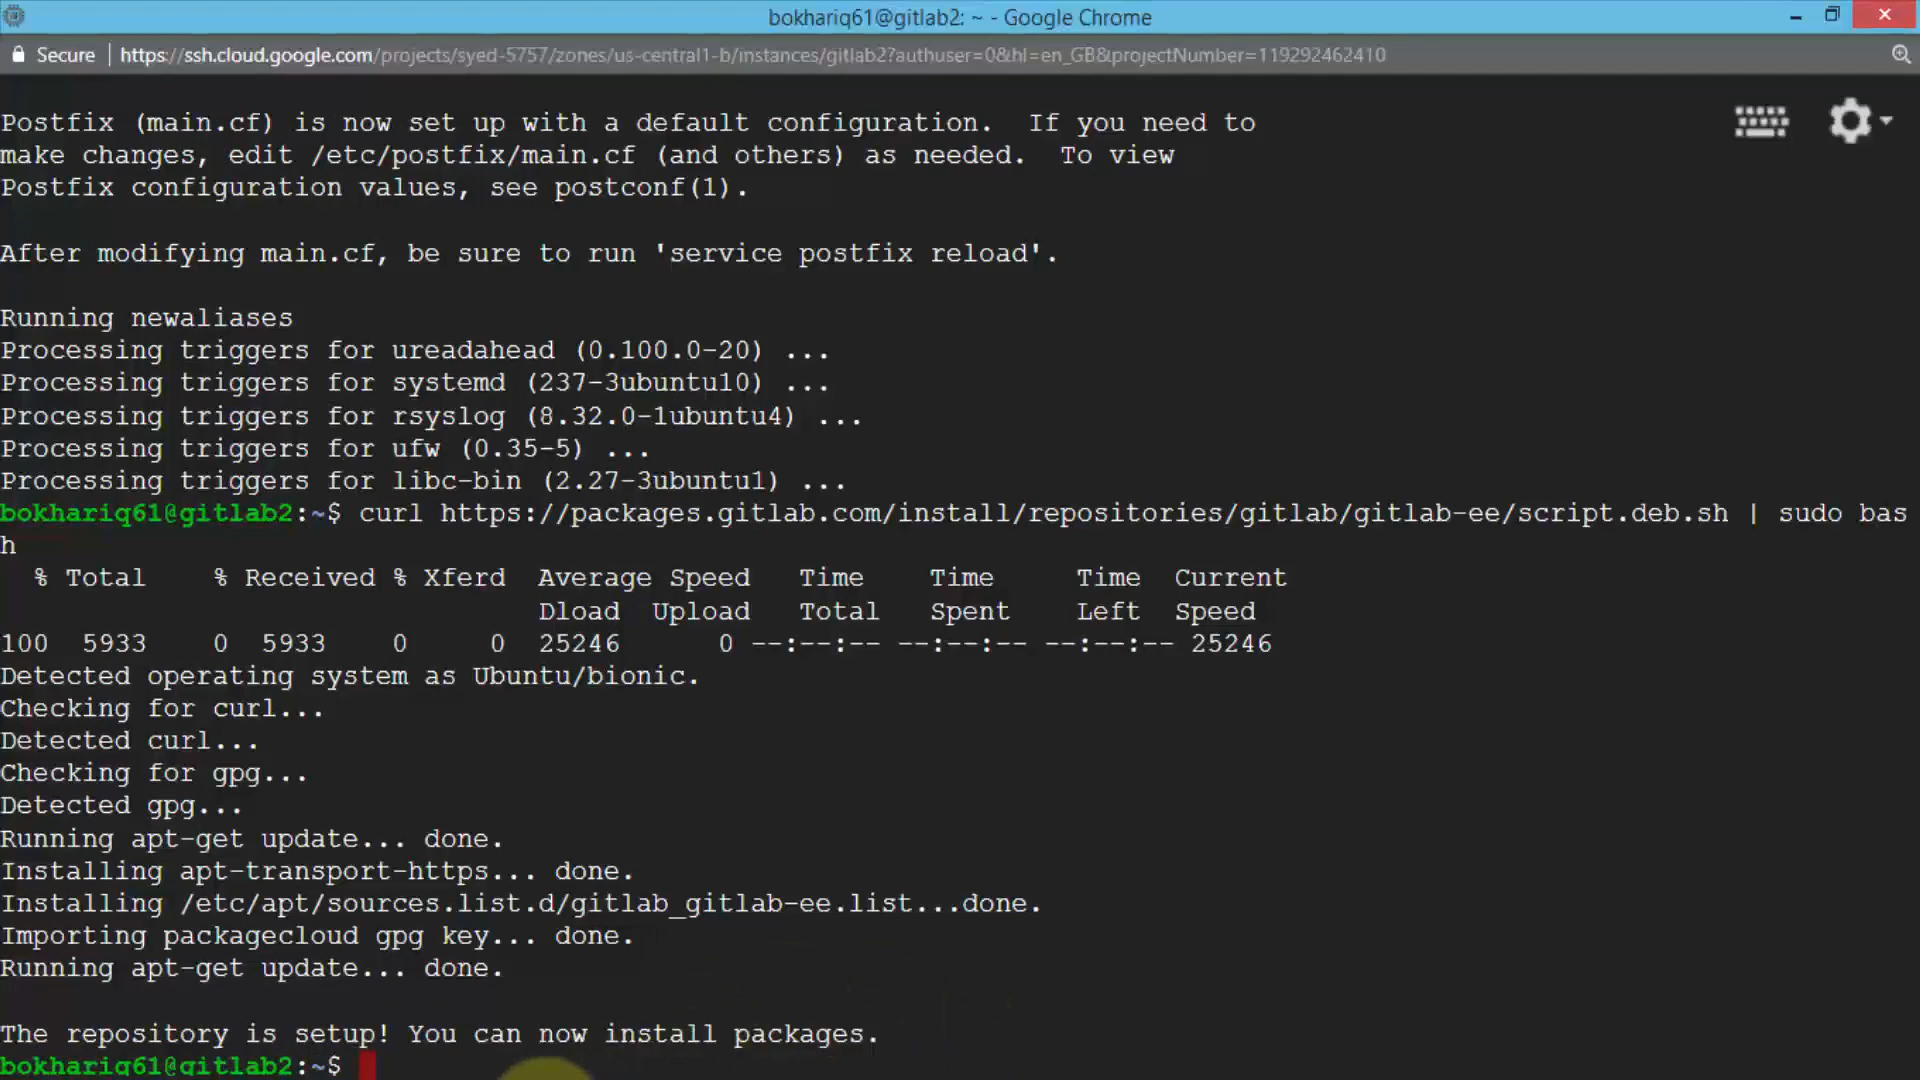 bokhariq61@gitlab2: ~ - Google Chrome
Secure | https://ssh.cloud.google.com/projects/syed-5757/zones/us-central1-b/instances/gitlab2?authuser=0&hl=en_GB&projectNumber=119292462410
Postfix (main.cf) is now set up with a default configuration.  If you need to
make changes, edit /etc/postfix/main.cf (and others) as needed.  To view
Postfix configuration values, see postconf(1).
After modifying main.cf, be sure to run 'service postfix reload'.
Running newaliases
Processing triggers for ureadahead (0.100.0-20) ...
Processing triggers for systemd (237-3ubuntu10) ...
Processing triggers for rsyslog (8.32.0-1ubuntu4) ...
Processing triggers for ufw (0.35-5) ...
Processing triggers for libc-bin (2.27-3ubuntu1) ...
bokhariq61@gitlab2:~$ curl https://packages.gitlab.com/install/repositories/gitlab/gitlab-ee/script.deb.sh | sudo bas
h
  % Total    % Received % Xferd  Average Speed   Time    Time     Time  Current
                                 Dload  Upload   Total   Spent    Left  Speed
100  5933    0  5933    0     0  25246      0 --:--:-- --:--:-- --:--:-- 25246
Detected operating system as Ubuntu/bionic.
Checking for curl...
Detected curl...
Checking for gpg...
Detected gpg...
Running apt-get update... done.
Installing apt-transport-https... done.
Installing /etc/apt/sources.list.d/gitlab_gitlab-ee.list...done.
Importing packagecloud gpg key... done.
Running apt-get update... done.
The repository is setup! You can now install packages.
bokhariq61@gitlab2:~$